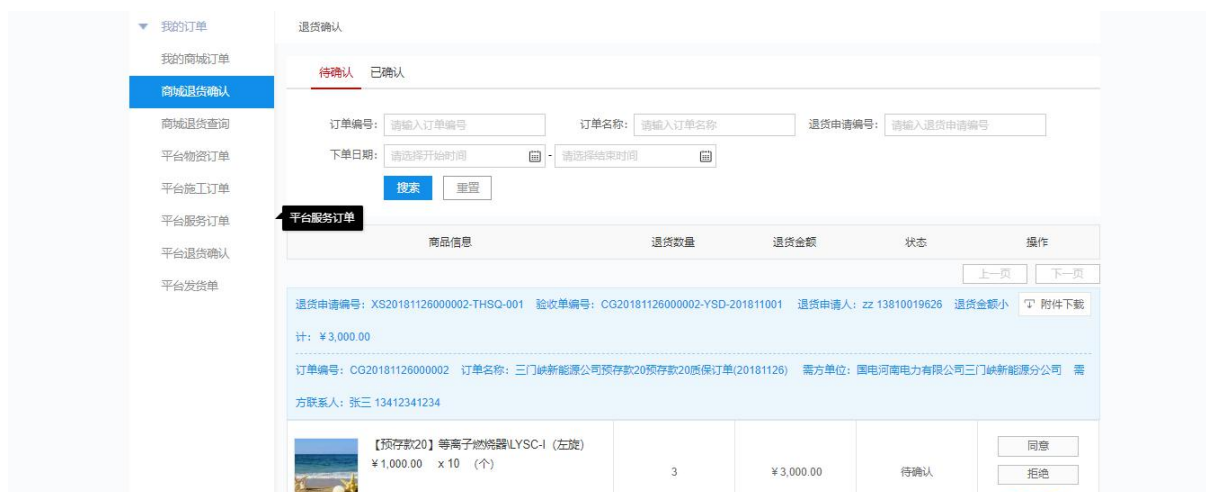 我的订单
退货确认
我的商城订单
待确认 已确认
商城退货确认
商城退货查询
订单编号: 请输入订单编号 订单名称: 请输入订单名称 退货申请编号: 请输入退货申请编号
平台物资订单
下单日期: 请选择开始时间 - 请选择结束时间
平台施工订单
搜索 重置
平台服务订单
平台服务订单
平台退货确认
商品信息 退货数量 退货金额 状态 操作
平台发货单
上一页 下一页
退货申请编号: XS20181126000002-THSQ-001 验收单编号: CG20181126000002-YSD-201811001 退货申请人: zz 13810019626 退货金额小 附件下载
计: ¥3,000.00
订单编号: CG20181126000002 订单名称: 三门峡新能源公司预存款20预存款20质保订单(20181126) 需方单位: 国电河南电力有限公司三门峡新能源分公司 需
方联系人: 张三 13412341234
【预存款20】等离子燃烧器\LYSC-I（左旋）
¥1,000.00 x 10 （个）
3 ¥3,000.00 待确认
同意
拒绝